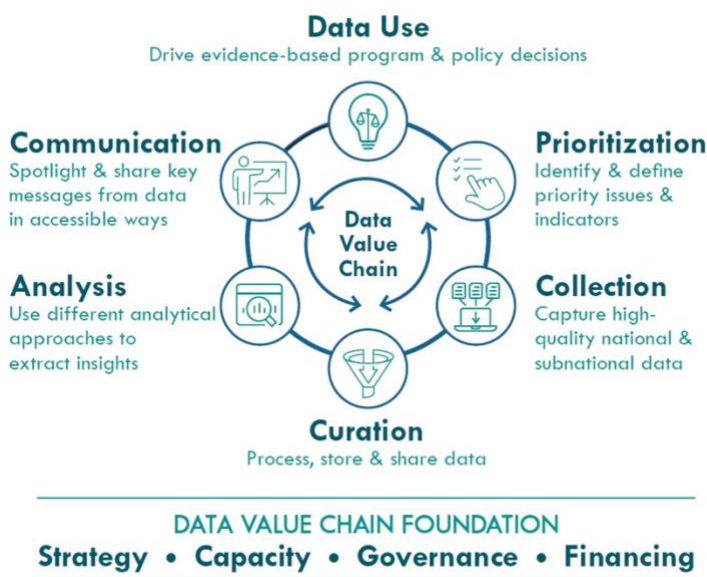 Data Use
Drive evidence-based program & policy decisions
Communication
Spotlight & share key
messages from data
in accessible ways
Prioritization
Identify & define
priority issues &
indicators
Data
Value
Chain
Analysis
Use different analytical
approaches to
extract insights
Collection
Capture high-
quality national &
subnational data
Curation
Process, store & share data
DATA VALUE CHAIN FOUNDATION
Strategy • Capacity • Governance • Financing